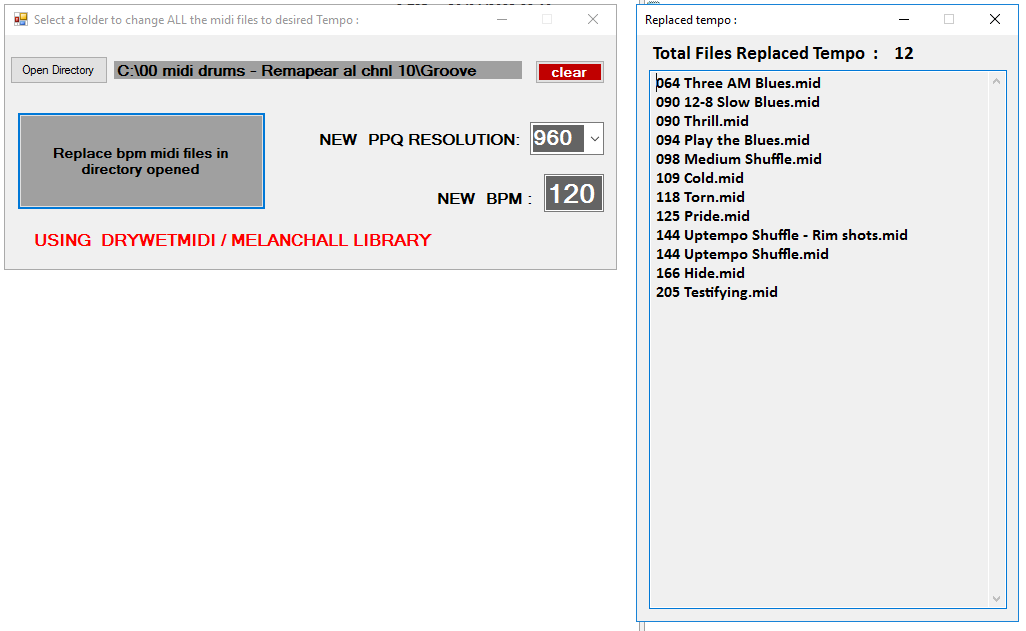 Select a folder to change ALL the midi files to desired Tempo :
Open Directory
C:\00 midi drums - Remapear al chnl 10\Groove
clear
Replace bpm midi files in
directory opened
NEW PPQ RESOLUTION:
960
NEW BPM :
120
USING DRYWETMIDI / MELANCHALL LIBRARY
Replaced tempo :
Total Files Replaced Tempo : 12
064 Three AM Blues.mid
090 12-8 Slow Blues.mid
090 Thrill.mid
094 Play the Blues.mid
098 Medium Shuffle.mid
109 Cold.mid
118 Torn.mid
125 Pride.mid
144 Uptempo Shuffle - Rim shots.mid
144 Uptempo Shuffle.mid
166 Hide.mid
205 Testifying.mid